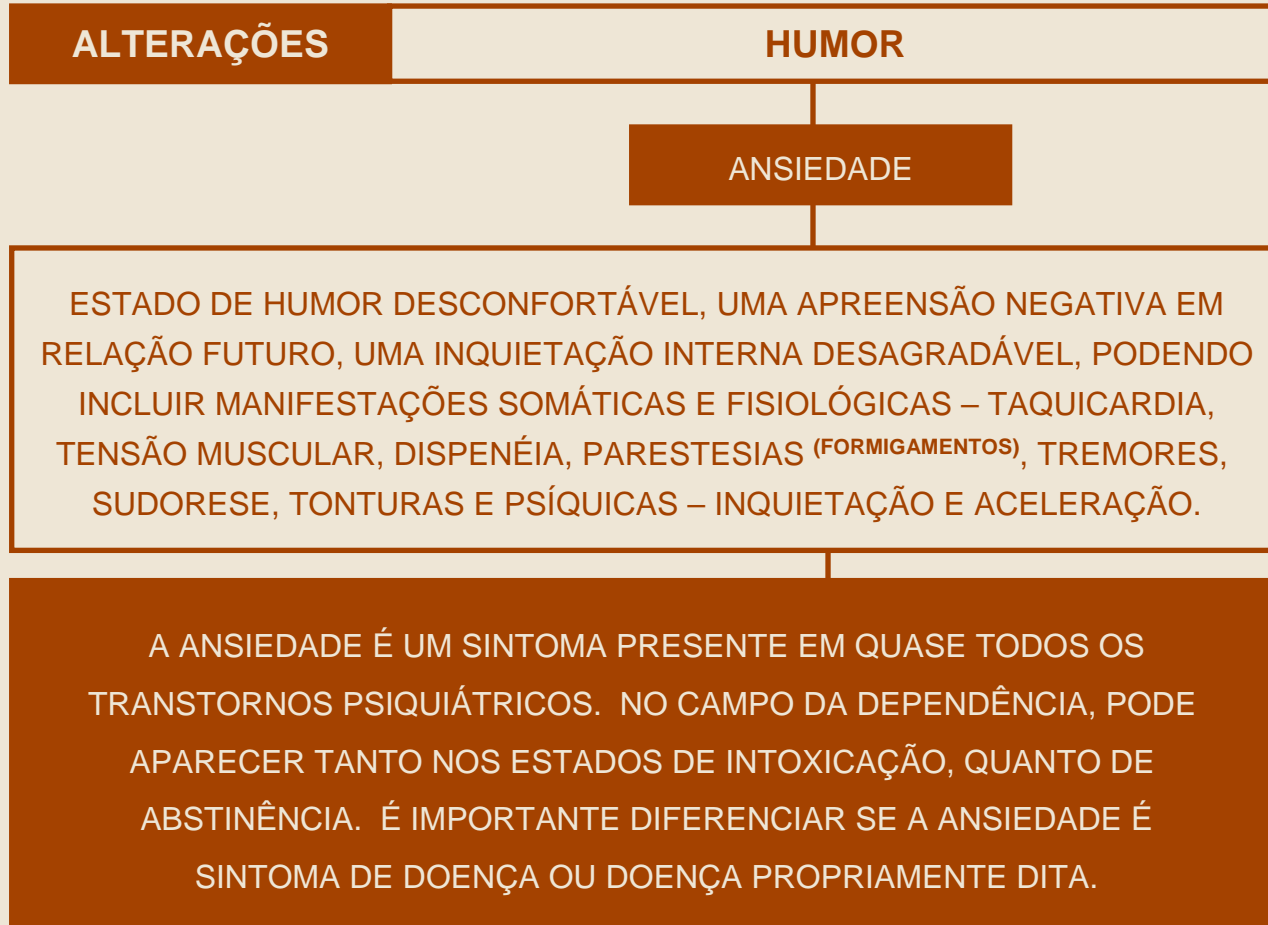 ALTERAÇÕES HUMOR
ANSIEDADE
ESTADO DE HUMOR DESCONFORTÁVEL, UMA APREENSÃO NEGATIVA EM
RELAÇÃO FUTURO, UMA INQUIETAÇÃO INTERNA DESAGRADÁVEL, PODENDO
INCLUIR MANIFESTAÇÕES SOMÁTICAS E FISIOLÓGICAS – TAQUICARDIA,
TENSÃO MUSCULAR, DISPENÉIA, PARESTESIAS (FORMIGAMENTOS), TREMORES,
SUDORESE, TONTURAS E PSÍQUICAS – INQUIETAÇÃO E ACELERAÇÃO.
A ANSIEDADE É UM SINTOMA PRESENTE EM QUASE TODOS OS
TRANSTORNOS PSIQUIÁTRICOS. NO CAMPO DA DEPENDÊNCIA, PODE
APARECER TANTO NOS ESTADOS DE INTOXICAÇÃO, QUANTO DE
ABSTINÊNCIA. É IMPORTANTE DIFERENCIAR SE A ANSIEDADE É
SINTOMA DE DOENÇA OU DOENÇA PROPRIAMENTE DITA.